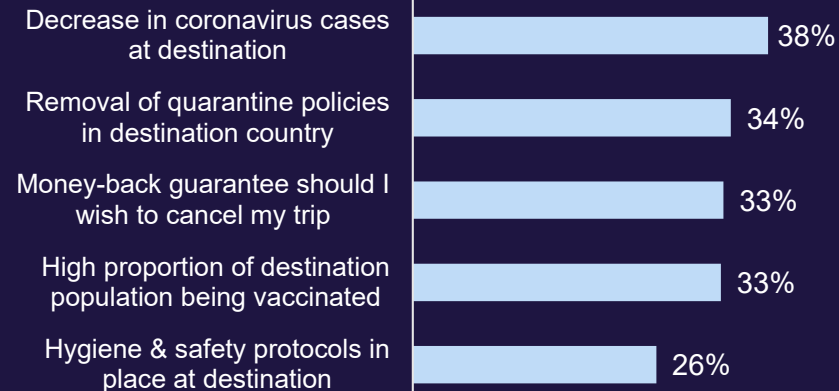 Decrease in coronavirus cases
at destination
38%
Removal of quarantine policies
in destination country
34%
Money-back guarantee should I
wish to cancel my trip
33%
High proportion of destination
population being vaccinated
33%
Hygiene & safety protocols in
place at destination
26%